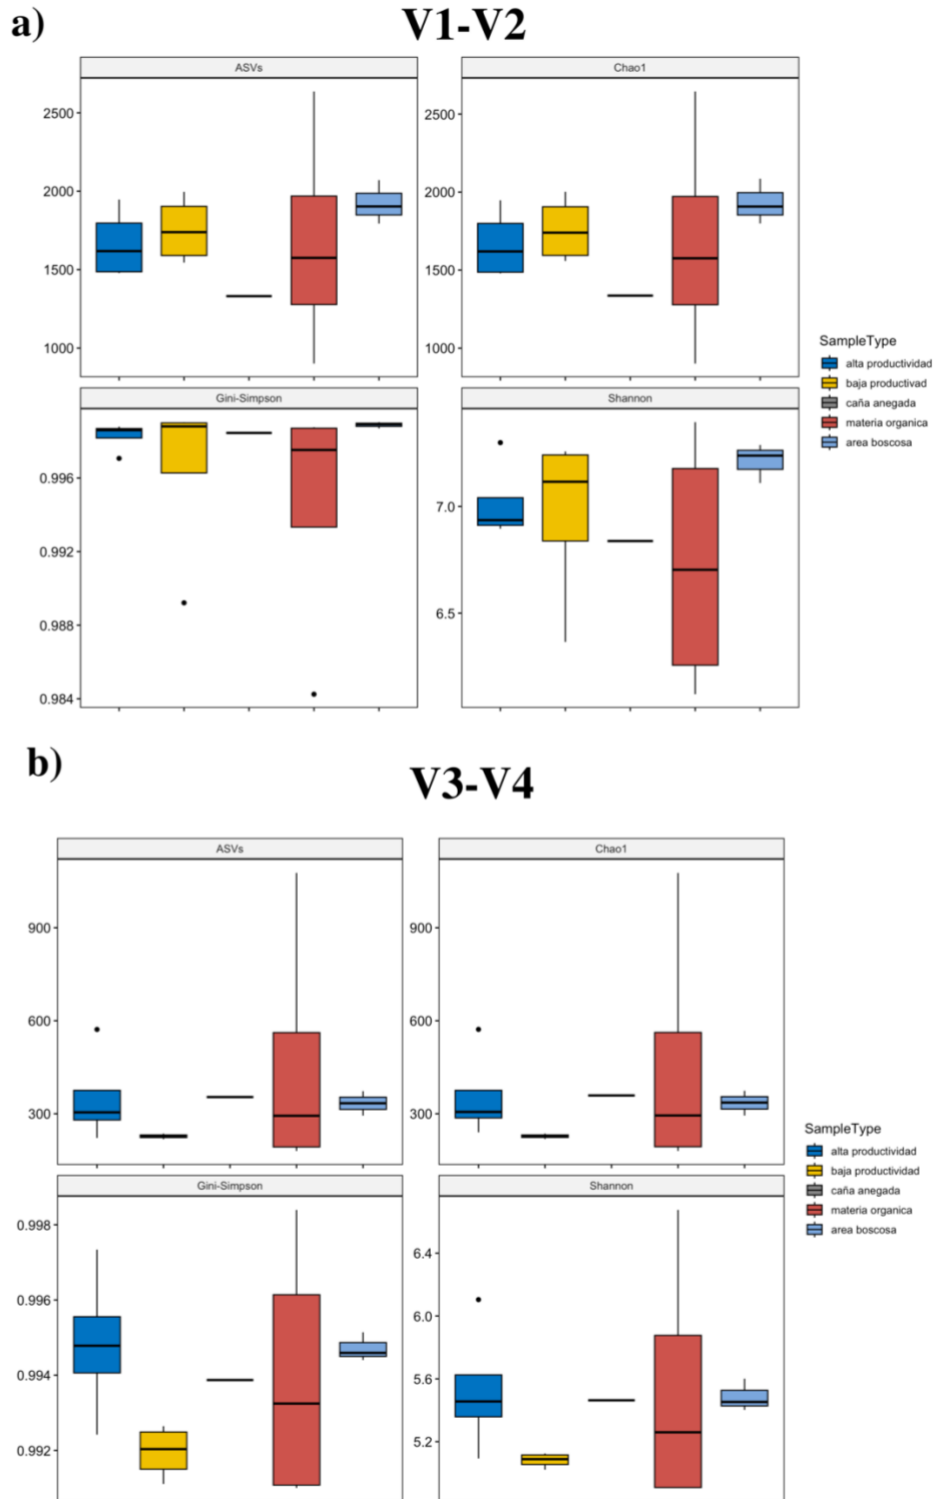 a)
V1-V2
ASVs
Chao1
2500
2000
1500
1000
2500
2000
1500
1000
Gini-Simpson
Shannon
0.996
0.992
0.988
0.984
7.0
6.5
SampleType
alta productividad
baja productivad
caña anegada
materia organica
area boscosa
b)
V3-V4
ASVs
Chao1
900
600
300
900
600
300
Gini-Simpson
Shannon
0.998
0.996
0.994
0.992
6.4
6.0
5.6
5.2
SampleType
alta productividad
baja productividad
caña anegada
materia organica
area boscosa